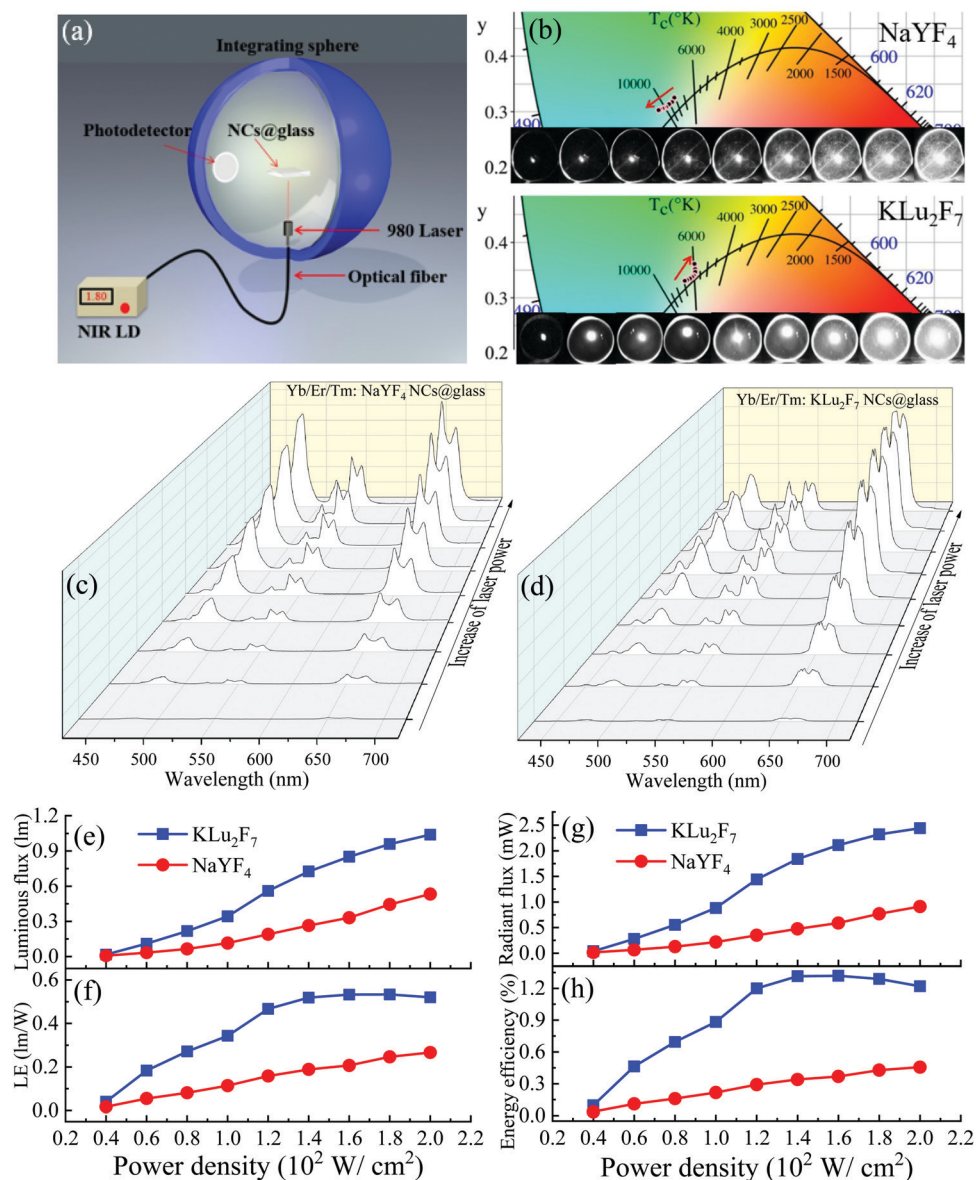 (a)
Integrating sphere
Photodetector
NCs@glass
980 Laser
Optical fiber
1.80
NIR LD
(b)
y
0.4
0.3
0.2
490
Tc(°K)
10000
6000
4000
3000
2500
2000
1500
NaYF4
600
620
y
0.4
0.3
0.2
490
Tc(°K)
10000
6000
4000
3000
2500
2000
1500
KLu2F7
600
620
(c)
Yb/Er/Tm: NaYF4 NCs@glass
Increase of laser power
450 500 550 600 650 700
Wavelength (nm)
(d)
Yb/Er/Tm: KLu2F7 NCs@glass
Increase of laser power
450 500 550 600 650 700
Wavelength (nm)
(e)
KLu2F7
NaYF4
Luminous flux (lm)
1.2
0.9
0.6
0.3
0.0
(f)
LE (lm/W)
0.6
0.4
0.2
0.0
0.2 0.4 0.6 0.8 1.0 1.2 1.4 1.6 1.8 2.0 2.2
Power density (10² W/ cm²)
(g)
KLu2F7
NaYF4
Radiant flux (mW)
2.5
2.0
1.5
1.0
0.5
0.0
(h)
Energy efficiency (%)
1.2
0.9
0.6
0.3
0.0
0.2 0.4 0.6 0.8 1.0 1.2 1.4 1.6 1.8 2.0 2.2
Power density (10² W/ cm²)